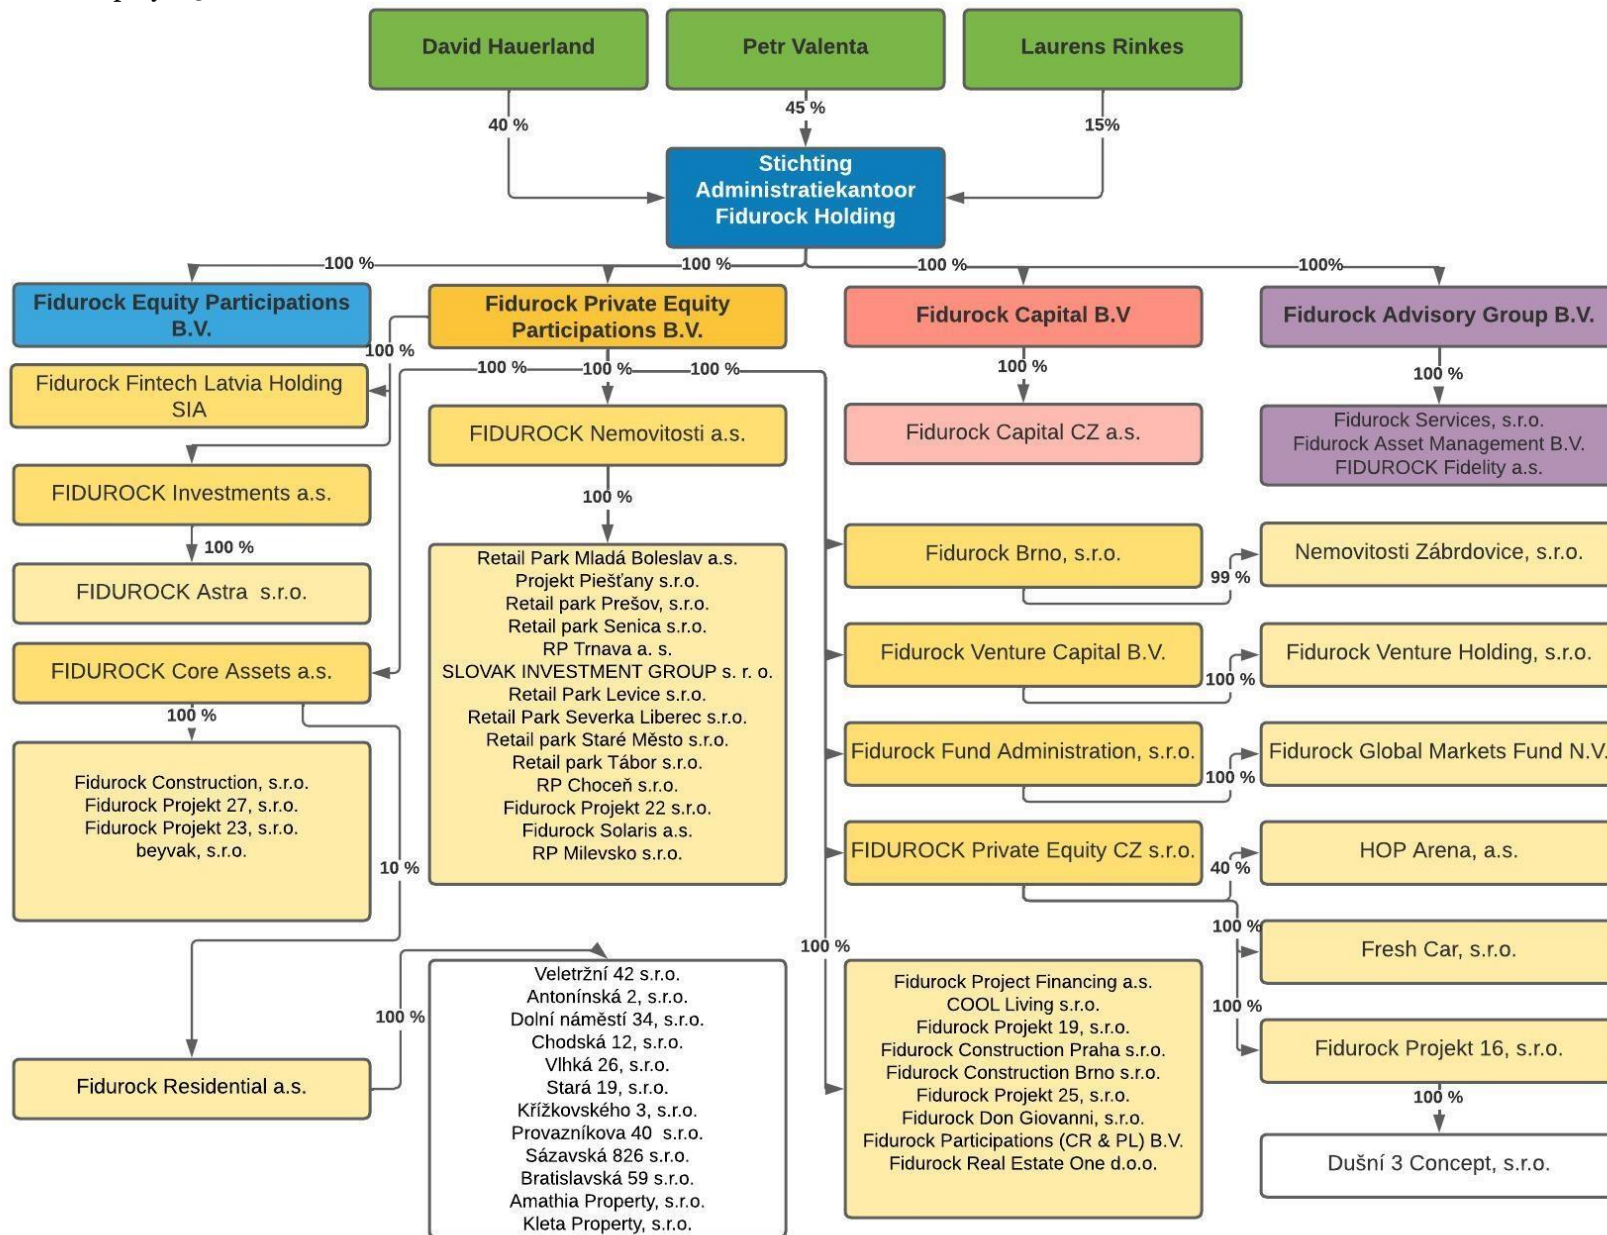 David Hauerland
Petr Valenta
Laurens Rinkes
40 %
45 %
15%
Stichting
Administratiekantoor
Fidurock Holding
100 %
100 %
100 %
100%
Fidurock Equity Participations
B.V.
Fidurock Private Equity
Participations B.V.
Fidurock Capital B.V
Fidurock Advisory Group B.V.
100 %
100 %
100 %
100 %
100 %
100 %
Fidurock Fintech Latvia Holding
SIA
FIDUROCK Nemovitosti a.s.
Fidurock Capital CZ a.s.
Fidurock Services, s.r.o.
Fidurock Asset Management B.V.
FIDUROCK Fidelity a.s.
FIDUROCK Investments a.s.
100 %
100 %
FIDUROCK Astra  s.r.o.
FIDUROCK Core Assets a.s.
100 %
Fidurock Construction, s.r.o.
Fidurock Projekt 27, s.r.o.
Fidurock Projekt 23, s.r.o.
beyvak, s.r.o.
10 %
Retail Park Mladá Boleslav a.s.
Projekt Piešťany s.r.o.
Retail park Prešov, s.r.o.
Retail park Senica s.r.o.
RP Trnava a. s.
SLOVAK INVESTMENT GROUP s. r. o.
Retail Park Levice s.r.o.
Retail Park Severka Liberec s.r.o.
Retail park Staré Město s.r.o.
Retail park Tábor s.r.o.
RP Choceň s.r.o.
Fidurock Projekt 22 s.r.o.
Fidurock Solaris a.s.
RP Milevsko s.r.o.
Fidurock Brno, s.r.o.
99 %
Nemovitosti Zábrdovice, s.r.o.
Fidurock Venture Capital B.V.
100 %
Fidurock Venture Holding, s.r.o.
Fidurock Fund Administration, s.r.o.
100 %
Fidurock Global Markets Fund N.V.
FIDUROCK Private Equity CZ s.r.o.
40 %
HOP Arena, a.s.
100 %
Fresh Car, s.r.o.
100 %
Fidurock Projekt 16, s.r.o.
100 %
Dušní 3 Concept, s.r.o.
100 %
Fidurock Project Financing a.s.
COOL Living s.r.o.
Fidurock Projekt 19, s.r.o.
Fidurock Construction Praha s.r.o.
Fidurock Construction Brno s.r.o.
Fidurock Projekt 25, s.r.o.
Fidurock Don Giovanni, s.r.o.
Fidurock Participations (CR & PL) B.V.
Fidurock Real Estate One d.o.o.
Fidurock Residential a.s.
100 %
Veletržní 42 s.r.o.
Antonínská 2, s.r.o.
Dolní náměstí 34, s.r.o.
Chodská 12, s.r.o.
Vlhká 26, s.r.o.
Stará 19, s.r.o.
Křížkovského 3, s.r.o.
Provazníkova 40  s.r.o.
Sázavská 826 s.r.o.
Bratislavská 59 s.r.o.
Amathia Property, s.r.o.
Kleta Property, s.r.o.